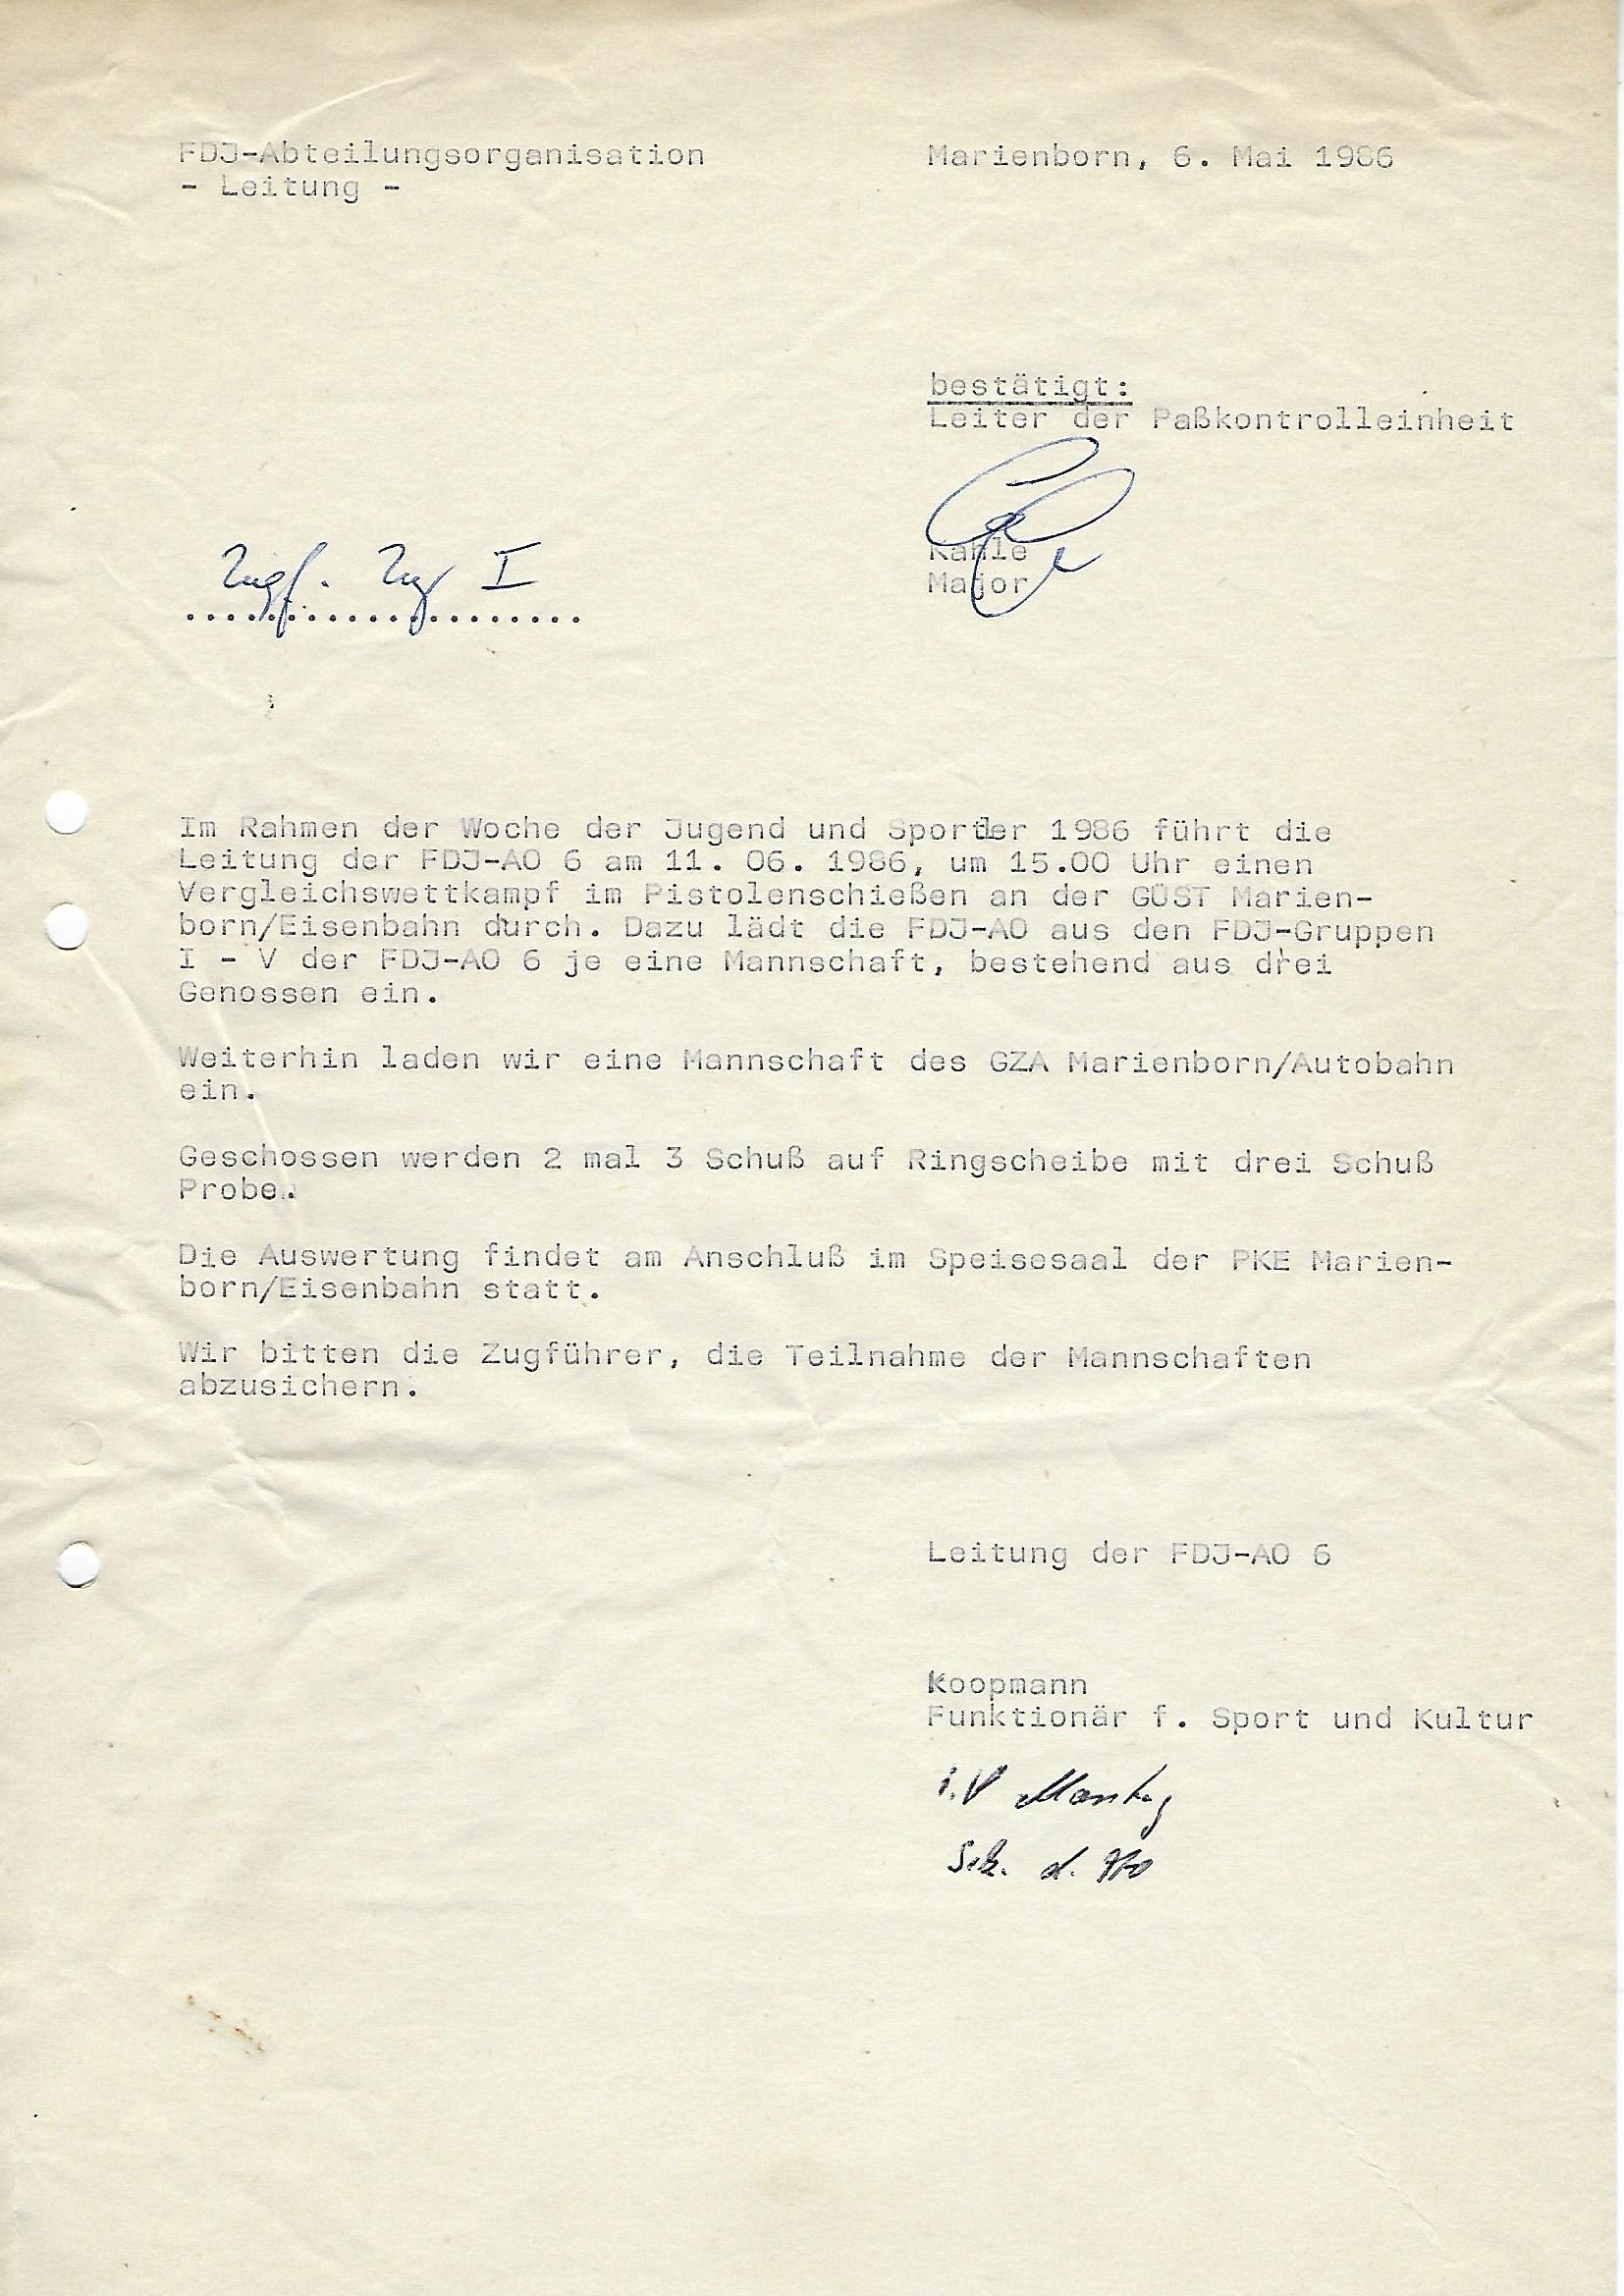 FDJ-Abteilungsorganisation
- Leitung -
Marienborn, 6. Mai 1986
bestätigt:
Leiter der Paßkontrolleinheit
Kahle
Major
Zugf. Zug I
....................
Im Rahmen der Woche der Jugend und Sportler 1986 führt die
Leitung der FDJ-AO 6 am 11. 06. 1986, um 15.00 Uhr einen
Vergleichswettkampf im Pistolenschießen an der GÜST Marien-
born/Eisenbahn durch. Dazu lädt die FDJ-AO aus den FDJ-Gruppen
I - V der FDJ-AO 6 je eine Mannschaft, bestehend aus drei
Genossen ein.
Weiterhin laden wir eine Mannschaft des GZA Marienborn/Autobahn
ein.
Geschossen werden 2 mal 3 Schuß auf Ringscheibe mit drei Schuß
Probe.
Die Auswertung findet am Anschluß im Speisesaal der PKE Marien-
born/Eisenbahn statt.
Wir bitten die Zugführer, die Teilnahme der Mannschaften
abzusichern.
Leitung der FDJ-AO 6
Koopmann
Funktionär f. Sport und Kultur
i.V
Sek. d.